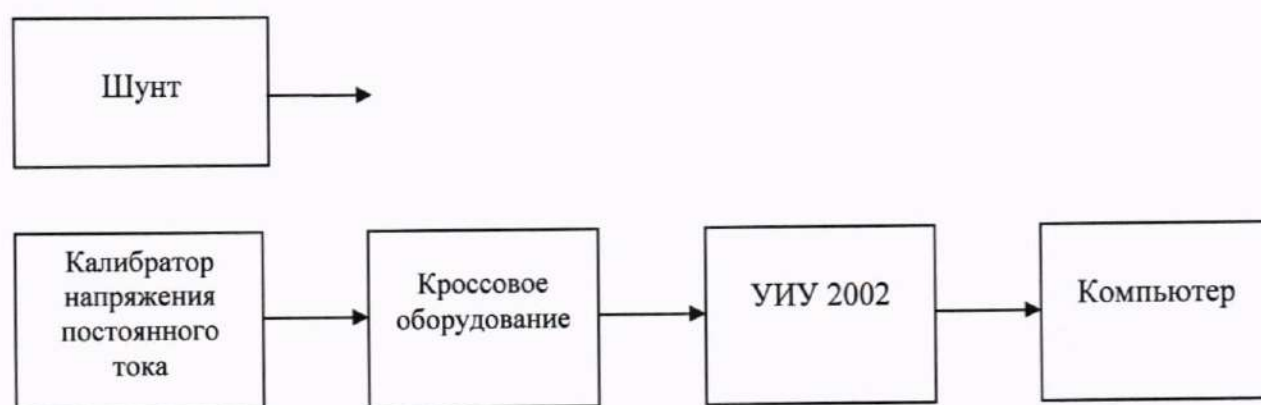 Шунт
Калибратор
напряжения
постоянного
тока
Кроссовое
оборудование
УИУ 2002
Компьютер